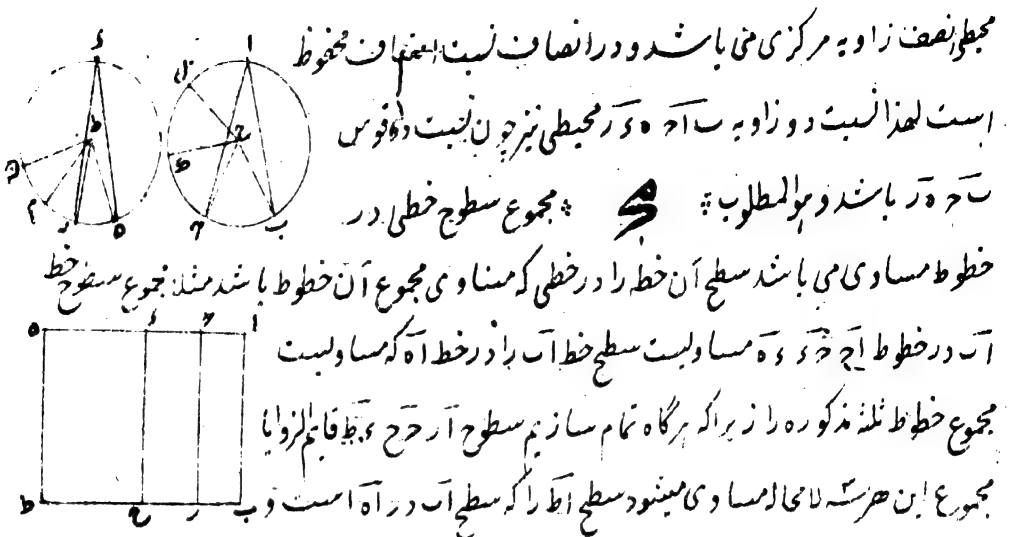 محیطی نصف زاویه مرکزی می باشد و در انصاف نسبت اضعاف محفوظ
است لهذا نسبت دو زاویه ب ا ح ه ء ر محیطی نیز چون نسبت دو قوس
ب ح ه ر باشد و هو المطلوب ⁘ ⁘ مجموع سطوح خطی در
خطوط مساوی می باشد سطح آن خط را در خطی که مساوی مجموع آن خطوط باشد مثلا مجموع سطوح خط
اب در خطوط اح ح ء ء ه مساویست سطح خط اب را در خط اه که مساویست
مجموع خطوط ثلثه مذکوره را زیرا که هرگاه تمام سازیم سطوح ا ر ح ح ء ط قایم الزوایا
مجموع این هر سه لامحاله مساوی میشود سطح اط را که سطح اب در اه است و
ء
ا
ل
ط
ح
ط
ن
م
ر
ه
ح
ب
ه
ء
ح
ا
ط
ح
ر
ب